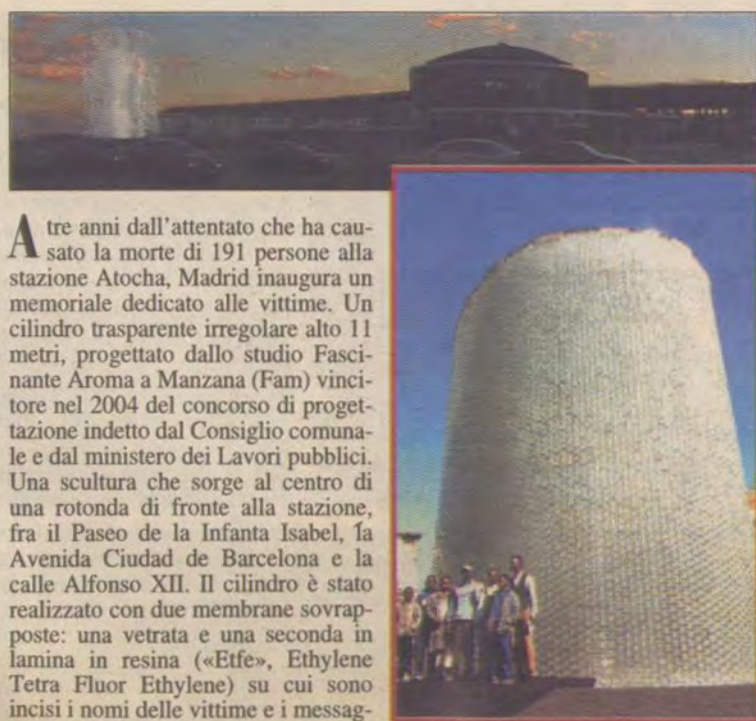 A tre anni dall'attentato che ha cau-
sato la morte di 191 persone alla
stazione Atocha, Madrid inaugura un
memoriale dedicato alle vittime. Un
cilindro trasparente irregolare alto 11
metri, progettato dallo studio Fasci-
nante Aroma a Manzana (Fam) vinci-
tore nel 2004 del concorso di proget-
tazione indetto dal Consiglio comuna-
le e dal ministero dei Lavori pubblici.
Una scultura che sorge al centro di
una rotonda di fronte alla stazione,
fra il Paseo de la Infanta Isabel, la
Avenida Ciudad de Barcelona e la
calle Alfonso XII. Il cilindro è stato
realizzato con due membrane sovrap-
poste: una vetrata e una seconda in
lamina in resina («Etfe», Ethylene
Tetra Fluor Ethylene) su cui sono
incisi i nomi delle vittime e i messag-